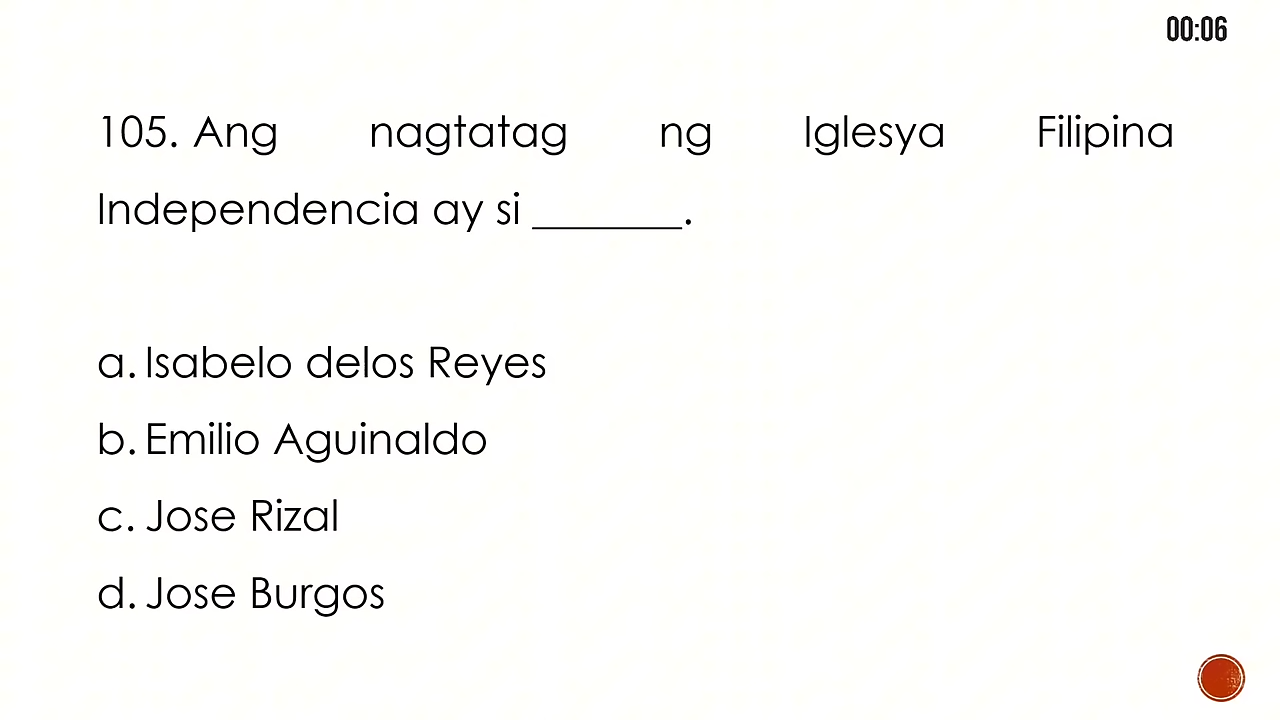 00:06
105. Ang nagtatag ng Iglesya Filipina
Independencia ay si _______.
a. Isabelo delos Reyes
b. Emilio Aguinaldo
c. Jose Rizal
d. Jose Burgos